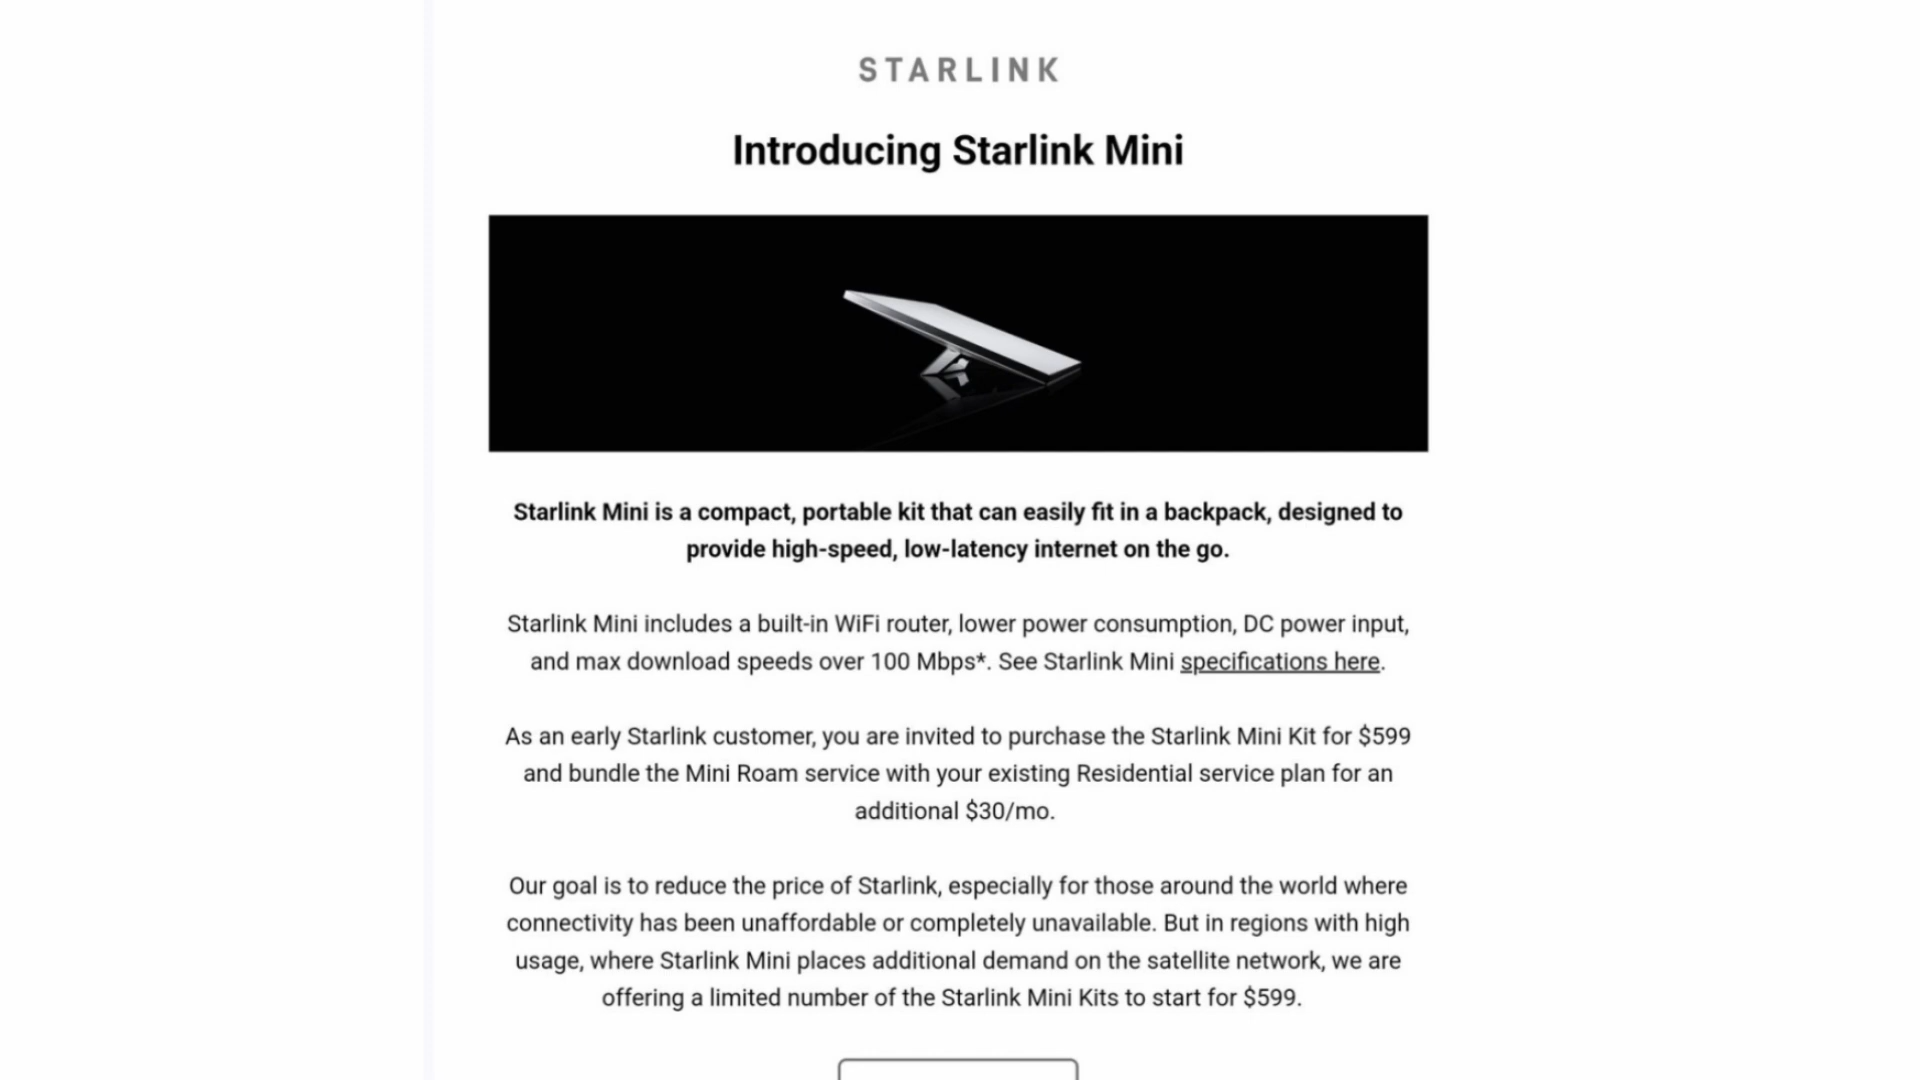 STARLINK
Introducing Starlink Mini
Starlink Mini is a compact, portable kit that can easily fit in a backpack, designed to
provide high-speed, low-latency internet on the go.
Starlink Mini includes a built-in WiFi router, lower power consumption, DC power input,
and max download speeds over 100 Mbps*. See Starlink Mini specifications here.
As an early Starlink customer, you are invited to purchase the Starlink Mini Kit for $599
and bundle the Mini Roam service with your existing Residential service plan for an
additional $30/mo.
Our goal is to reduce the price of Starlink, especially for those around the world where
connectivity has been unaffordable or completely unavailable. But in regions with high
usage, where Starlink Mini places additional demand on the satellite network, we are
offering a limited number of the Starlink Mini Kits to start for $599.